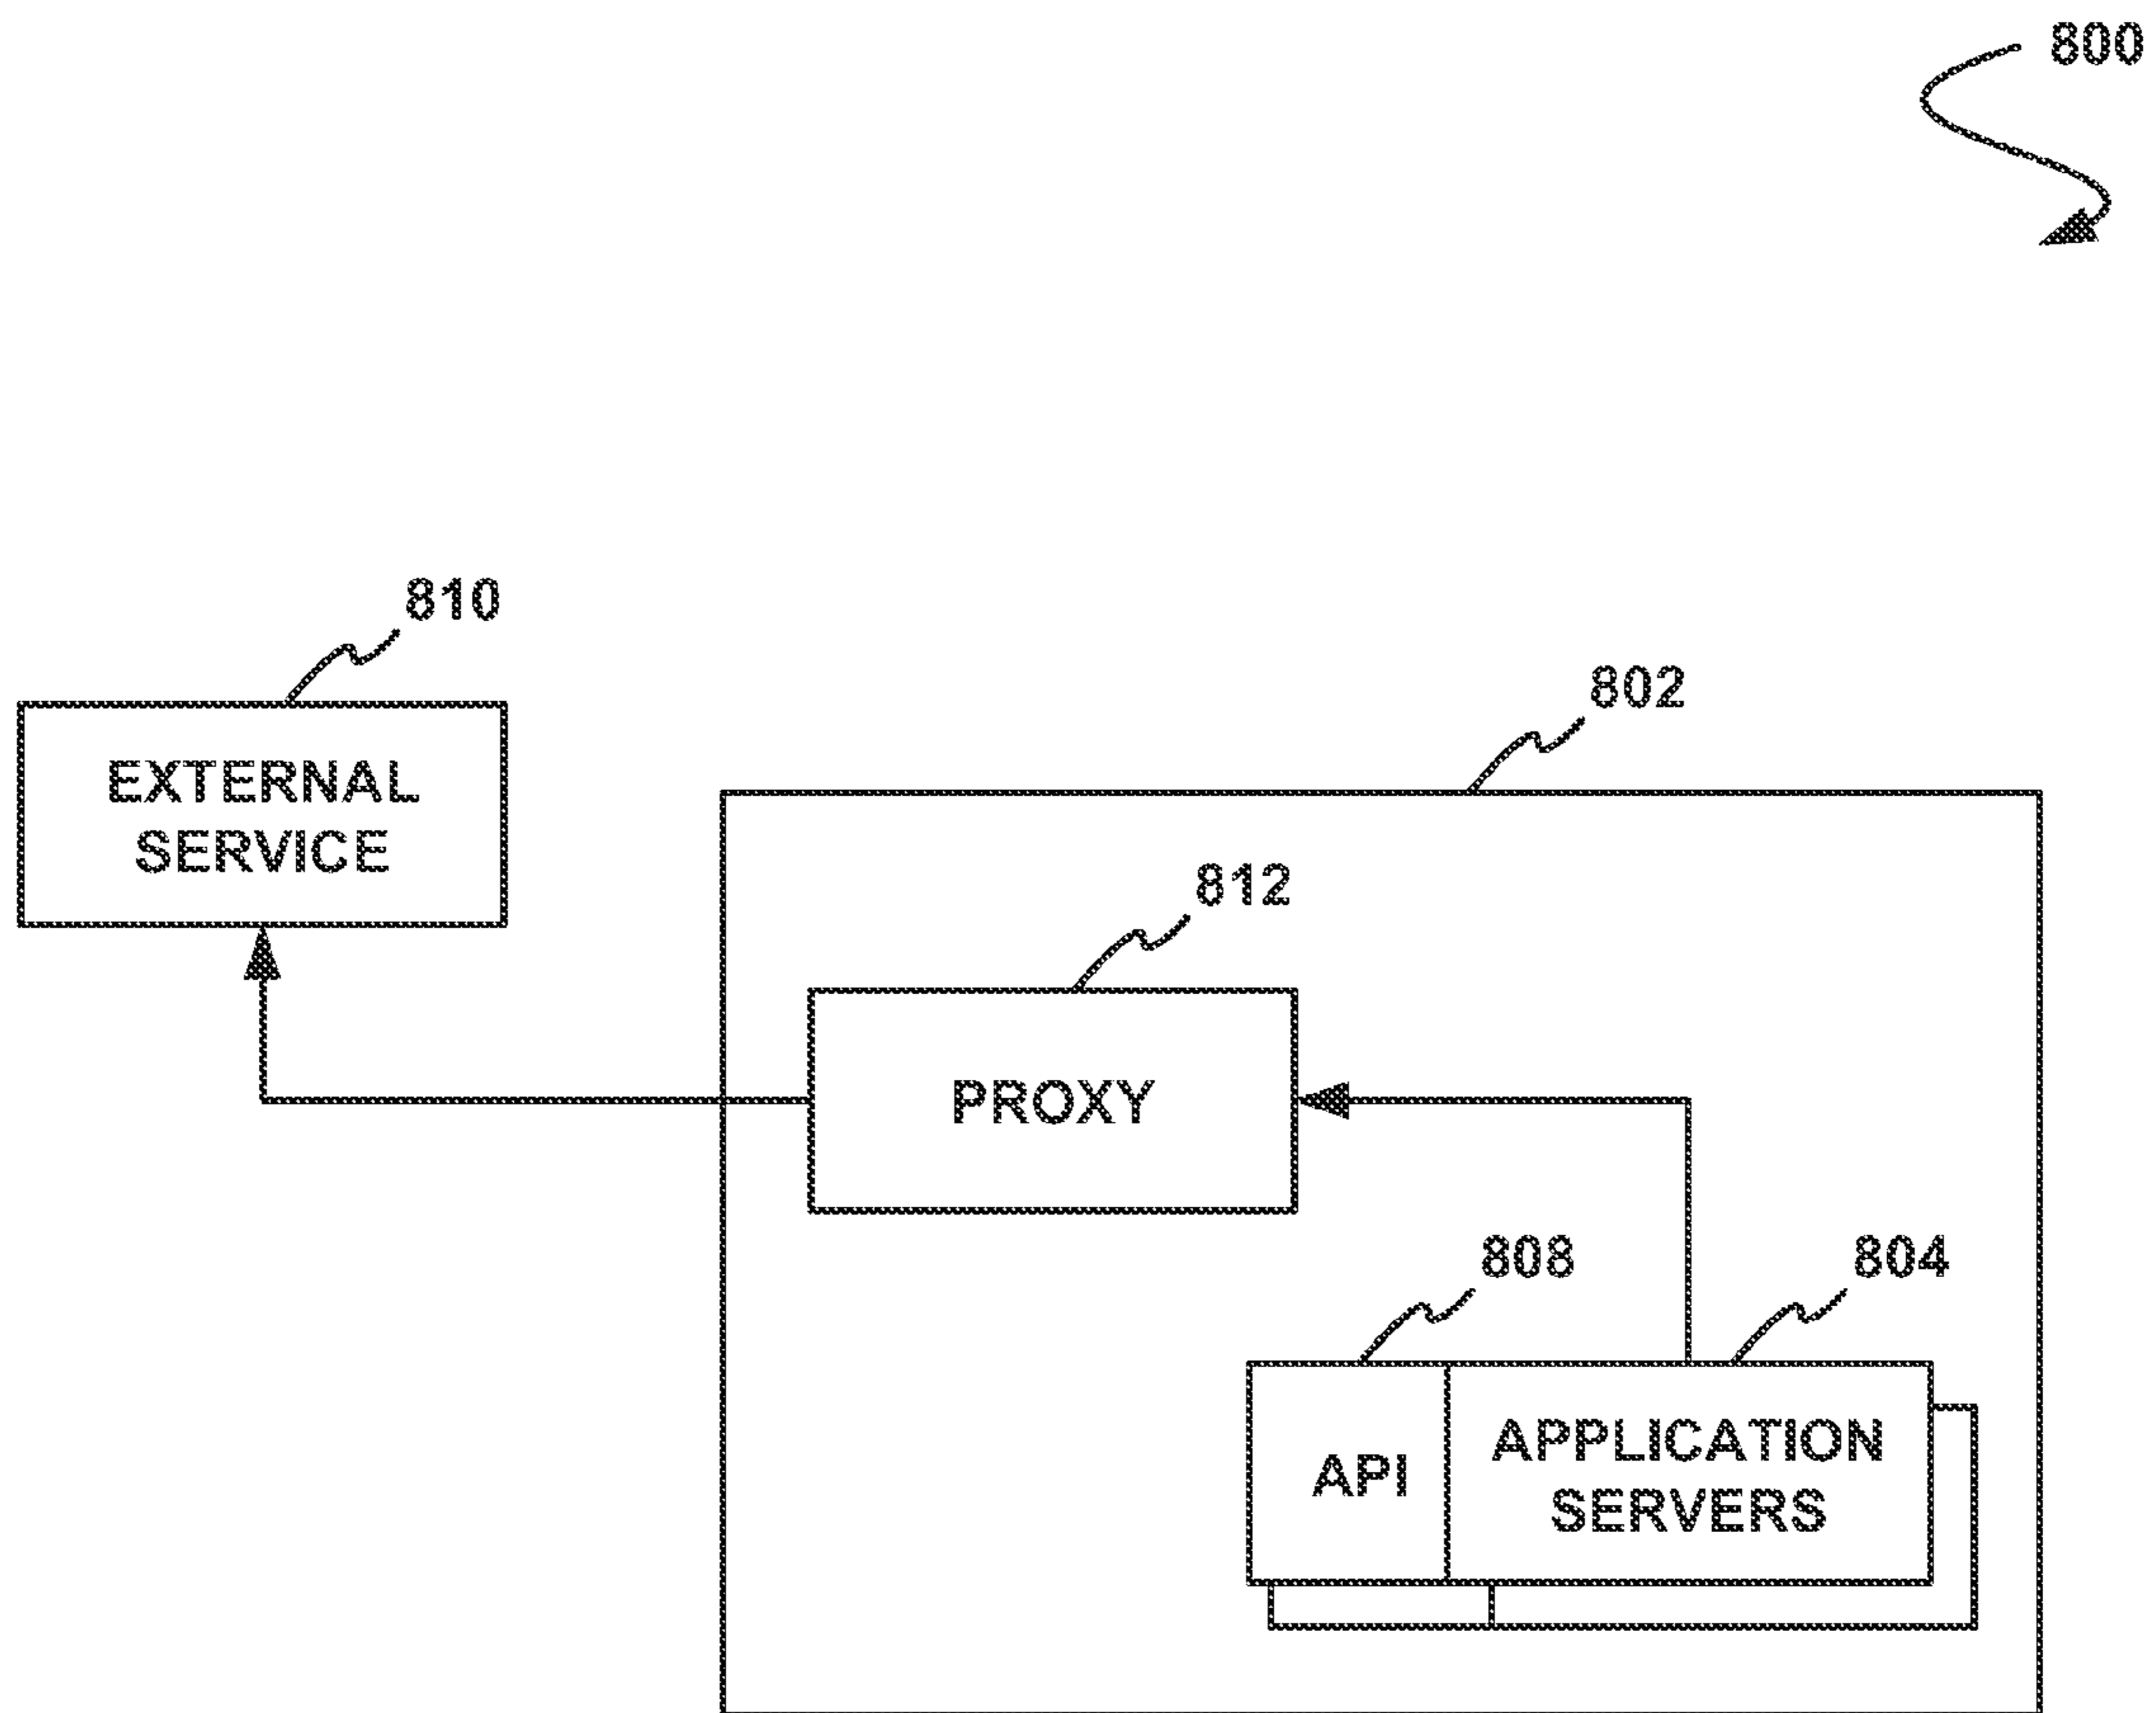 800
810
802
EXTERNAL
SERVICE
812
PROXY
808
804
API
APPLICATION
SERVERS